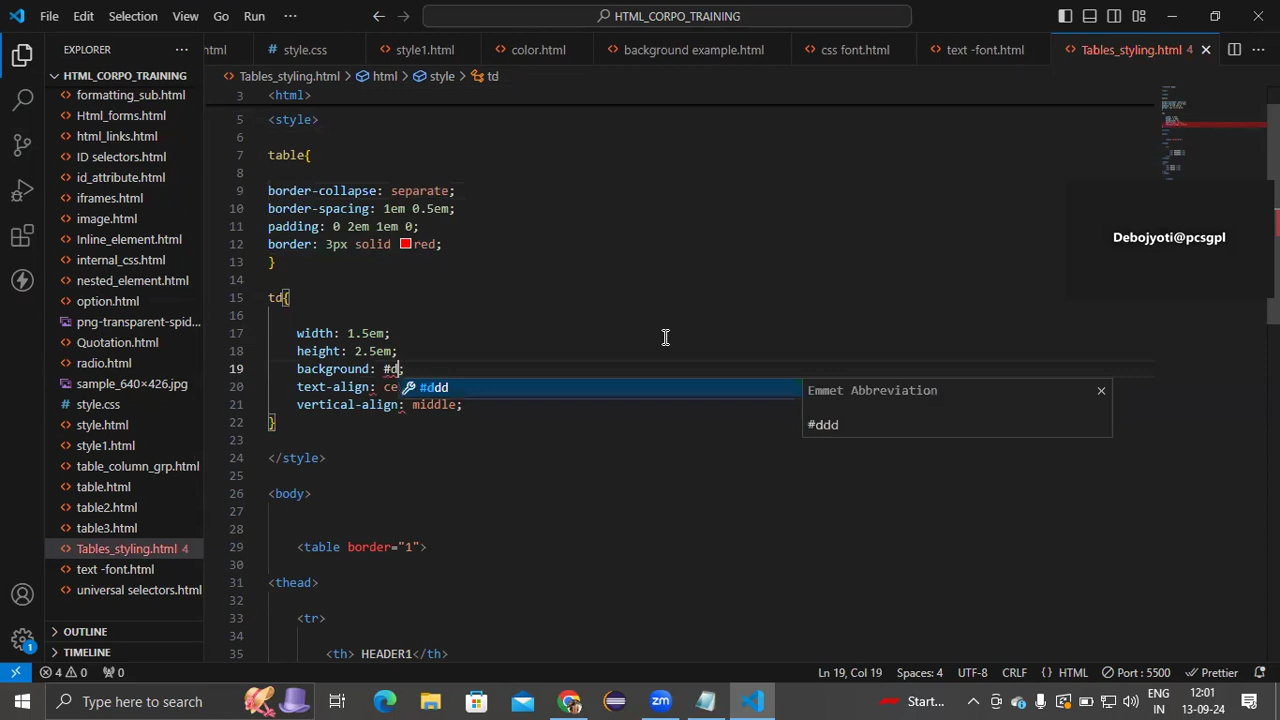 File Edit Selection View Go Run ··· HTML_CORPO_TRAINING
EXPLORER ··· html style.css style1.html color.html background example.html css font.html text -font.html Tables_styling.html 4
HTML_CORPO_TRAINING
Tables_styling.html > html > style > td
formatting_sub.html
Html_forms.html
html_links.html
ID selectors.html
id_attribute.html
iframes.html
image.html
Inline_element.html
internal_css.html
nested_element.html
option.html
png-transparent-spid...
Quotation.html
radio.html
sample_640×426.jpg
style.css
style.html
style1.html
table_column_grp.html
table.html
table2.html
table3.html
Tables_styling.html 4
text -font.html
universal selectors.html
OUTLINE
TIMELINE
3 <html>
5 <style>
6
7 table{
8
9 border-collapse: separate;
10 border-spacing: 1em 0.5em;
11 padding: 0 2em 1em 0;
12 border: 3px solid red;
13 }
14
15 td{
16
17 width: 1.5em;
18 height: 2.5em;
19 background: #d;
20 text-align: ce
21 vertical-align: middle;
22 }
23
24 </style>
25
26 <body>
27
28
29 <table border="1">
30
31 <thead>
32
33 <tr>
34
35 <th> HEADER1</th>
#ddd
Emmet Abbreviation
#ddd
Debojyoti@pcsgpl
4 0 0 Ln 19, Col 19 Spaces: 4 UTF-8 CRLF {} HTML Port : 5500 Prettier
1
Type here to search zm Start... ENG IN 12:01 13-09-24